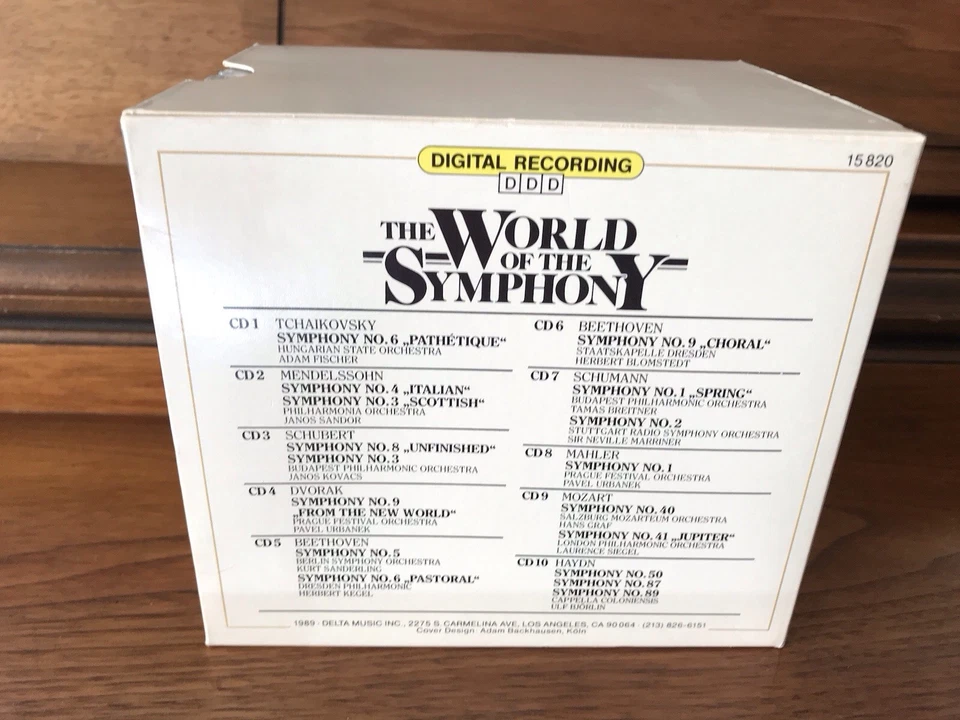 DIGITAL RECORDING
15 820
D D D
THE WORLD
OF THE
SYMPHONY
CD 1 TCHAIKOVSKY
SYMPHONY NO. 6 „PATHÉTIQUE“
HUNGARIAN STATE ORCHESTRA
ADAM FISCHER
CD 2 MENDELSSOHN
SYMPHONY NO. 4 „ITALIAN“
SYMPHONY NO. 3 „SCOTTISH“
PHILHARMONIA ORCHESTRA
JANOS SANDOR
CD 3 SCHUBERT
SYMPHONY NO. 8 „UNFINISHED“
SYMPHONY NO. 3
BUDAPEST PHILHARMONIC ORCHESTRA
JANOS KOVACS
CD 4 DVORAK
SYMPHONY NO. 9
„FROM THE NEW WORLD“
PRAGUE FESTIVAL ORCHESTRA
PAVEL URBANEK
CD 5 BEETHOVEN
SYMPHONY NO. 5
BERLIN SYMPHONY ORCHESTRA
KURT SANDERLING
SYMPHONY NO. 6 „PASTORAL“
DRESDEN PHILHARMONIC
HERBERT KEGEL
CD 6 BEETHOVEN
SYMPHONY NO. 9 „CHORAL“
STAATSKAPELLE DRESDEN
HERBERT BLOMSTEDT
CD 7 SCHUMANN
SYMPHONY NO. 1 „SPRING“
BUDAPEST PHILHARMONIC ORCHESTRA
TAMAS BREITNER
SYMPHONY NO. 2
STUTTGART RADIO SYMPHONY ORCHESTRA
SIR NEVILLE MARRINER
CD 8 MAHLER
SYMPHONY NO. 1
PRAGUE FESTIVAL ORCHESTRA
PAVEL URBANEK
CD 9 MOZART
SYMPHONY NO. 40
SALZBURG MOZARTEUM ORCHESTRA
HANS GRAF
SYMPHONY NO. 41 „JUPITER“
LONDON PHILHARMONIC ORCHESTRA
LAURENCE SIEGEL
CD 10 HAYDN
SYMPHONY NO. 50
SYMPHONY NO. 87
SYMPHONY NO. 89
CAPPELLA COLONIENSIS
ULF BJÖRLIN
1989 · DELTA MUSIC INC., 2275 S. CARMELINA AVE, LOS ANGELES, CA 90064 · (213) 826-6151
Cover Design: Adam Backhausen, Köln